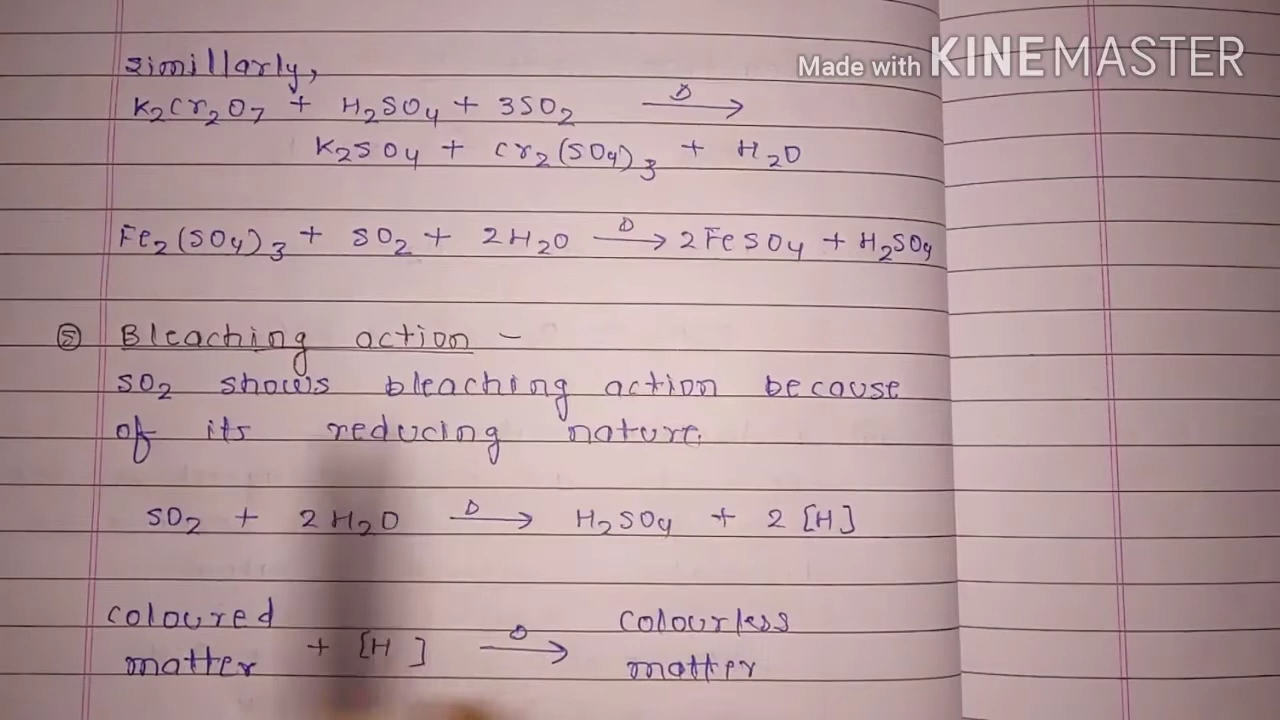 Made with KINEMASTER
simillarly,
K₂Cr₂O₇ + H₂SO₄ + 3SO₂ —Δ→
K₂SO₄ + Cr₂(SO₄)₃ + H₂O
Fe₂(SO₄)₃ + SO₂ + 2H₂O —Δ→ 2FeSO₄ + H₂SO₄
⑤ Bleaching action -
SO₂ shows bleaching action because
of its reducing nature.
SO₂ + 2H₂O —Δ→ H₂SO₄ + 2[H]
coloured matter + [H] —Δ→ colourless matter